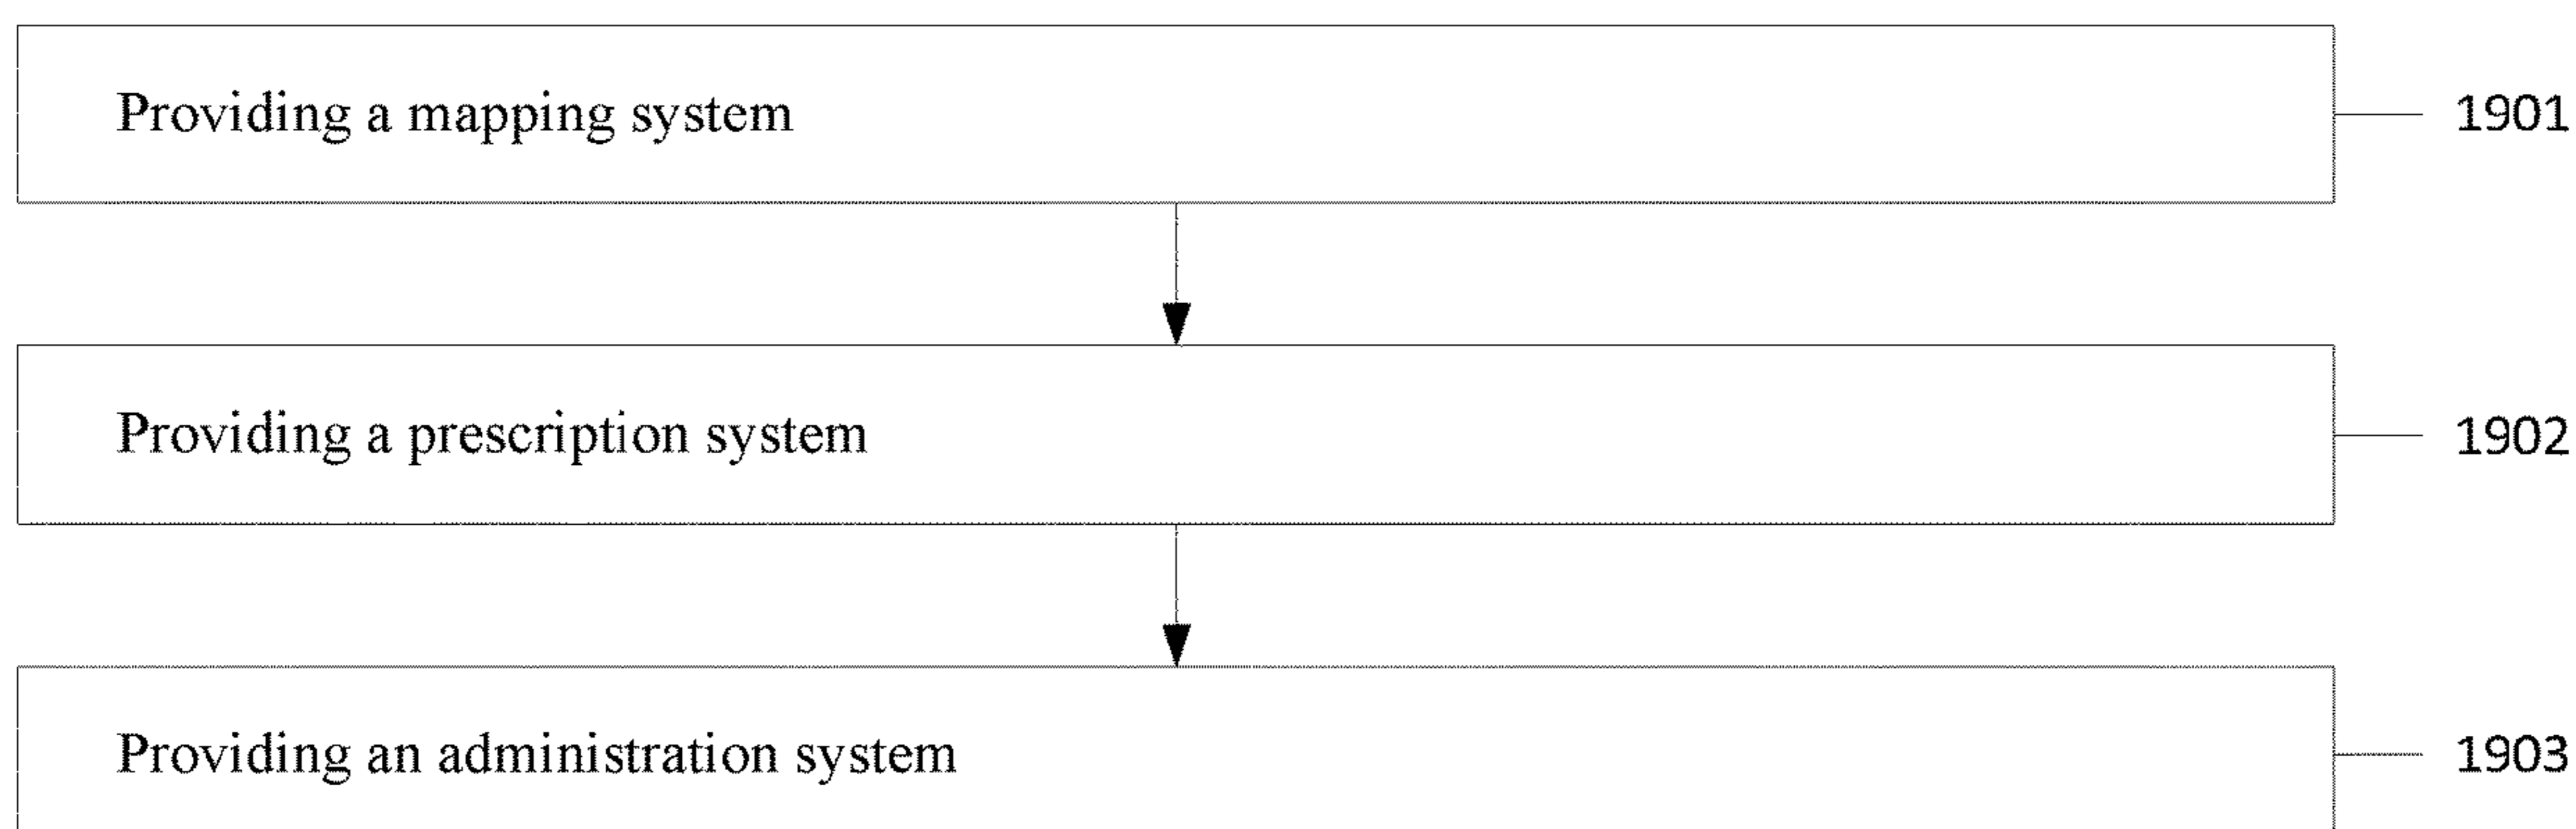 Providing a mapping system 1901
Providing a prescription system 1902
Providing an administration system 1903